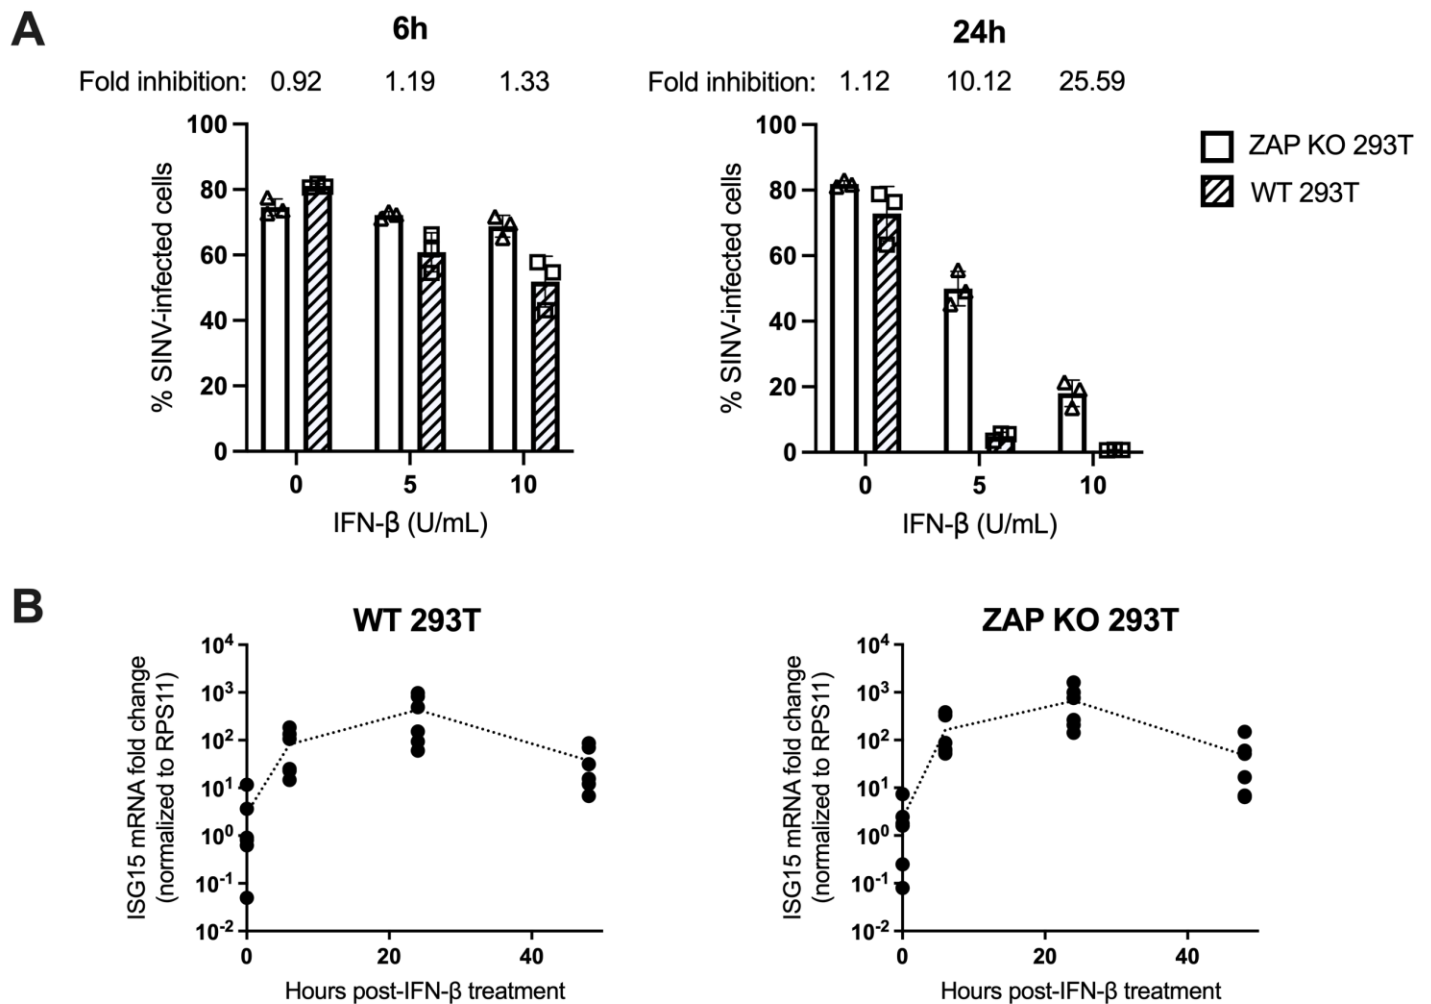 A
6h
Fold inhibition: 0.92 1.19 1.33
% SINV-infected cells
100
80
60
40
20
0
0 5 10
IFN-β (U/mL)
24h
Fold inhibition: 1.12 10.12 25.59
% SINV-infected cells
100
80
60
40
20
0
0 5 10
IFN-β (U/mL)
ZAP KO 293T
WT 293T
B
WT 293T
ISG15 mRNA fold change
(normalized to RPS11)
10⁴
10³
10²
10¹
10⁰
10⁻¹
10⁻²
0 20 40
Hours post-IFN-β treatment
ZAP KO 293T
ISG15 mRNA fold change
(normalized to RPS11)
10⁴
10³
10²
10¹
10⁰
10⁻¹
10⁻²
0 20 40
Hours post-IFN-β treatment